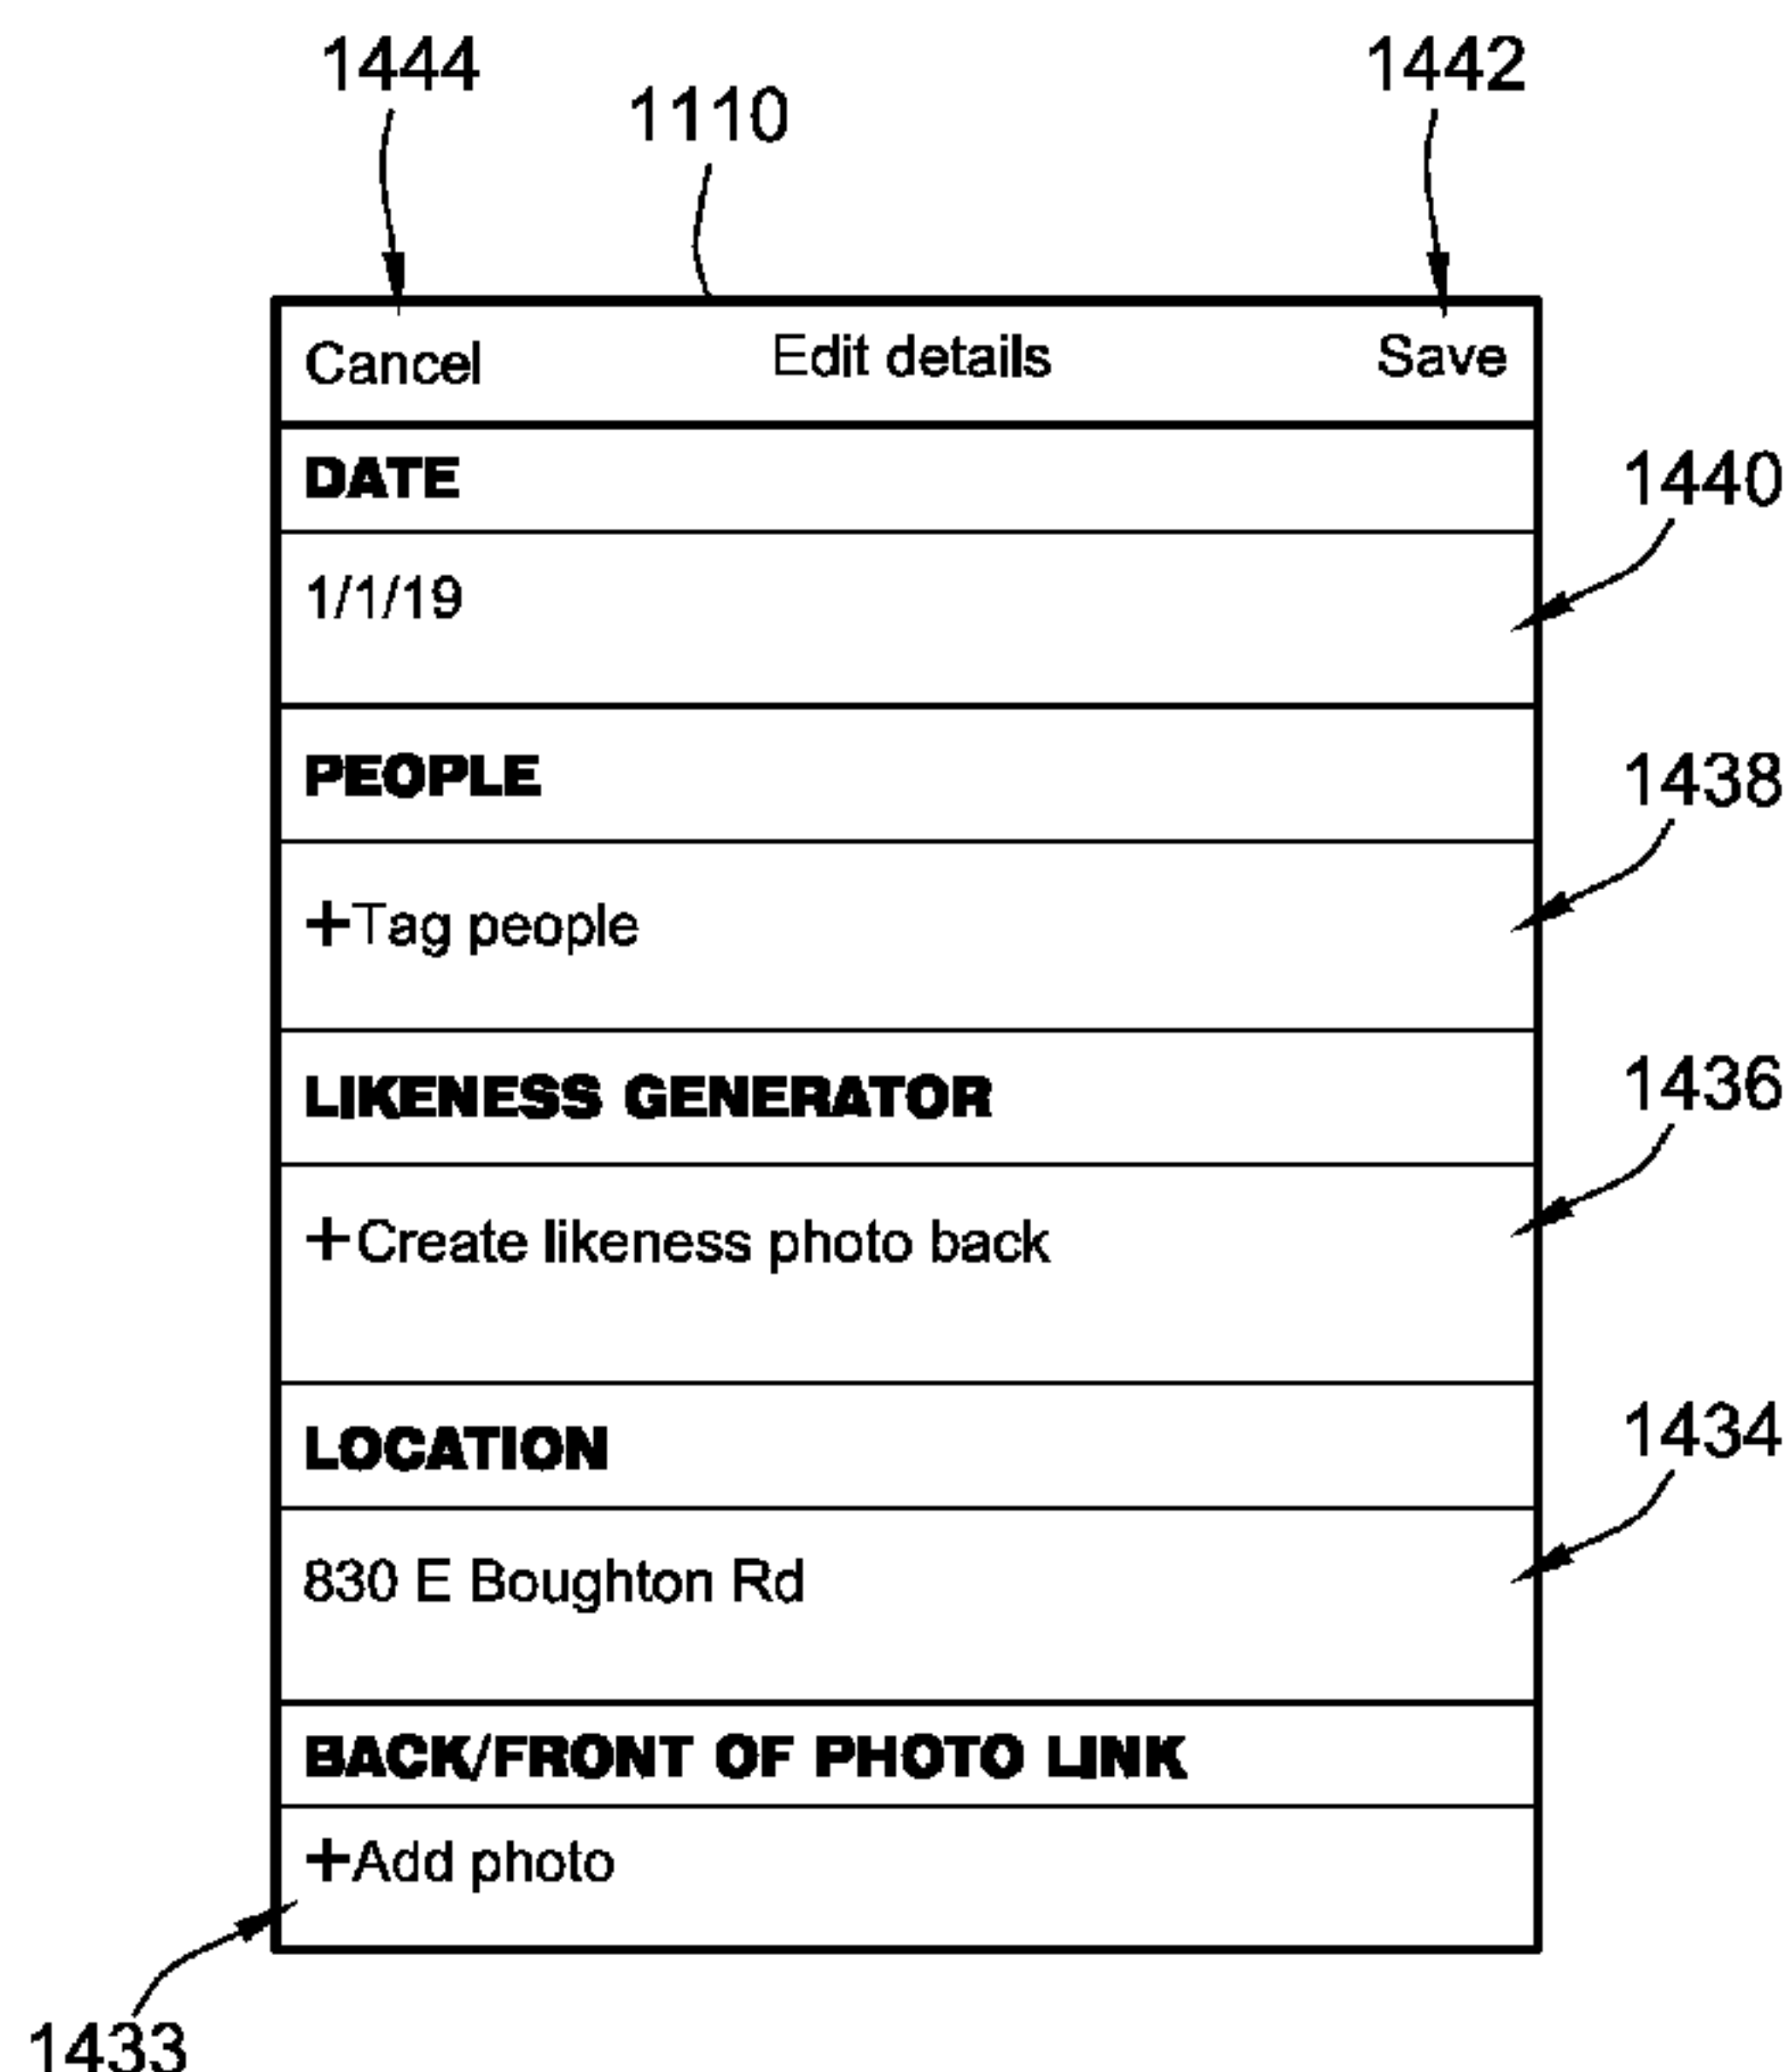 1444
1442
1110
Cancel Edit details Save
DATE
1440
1/1/19
PEOPLE
1438
+Tag people
LIKENESS GENERATOR
1436
+Create likeness photo back
LOCATION
1434
830 E Boughton Rd
BACK/FRONT OF PHOTO LINK
+Add photo
1433